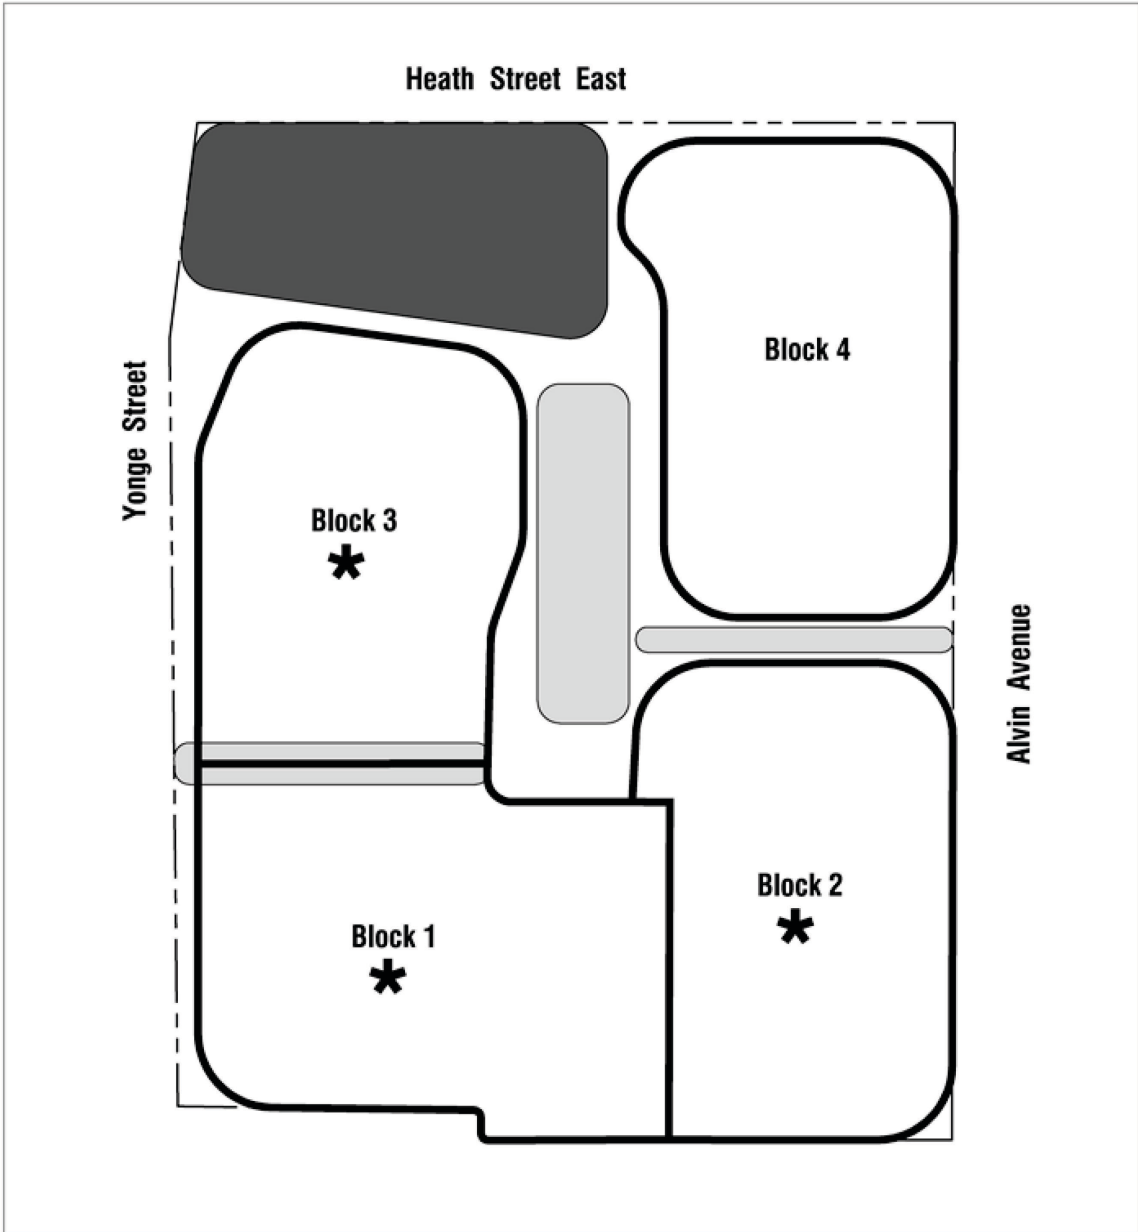 Heath Street East
Block 4
Yonge Street
Block 3
*
Alvin Avenue
Block 2
*
Block 1
*